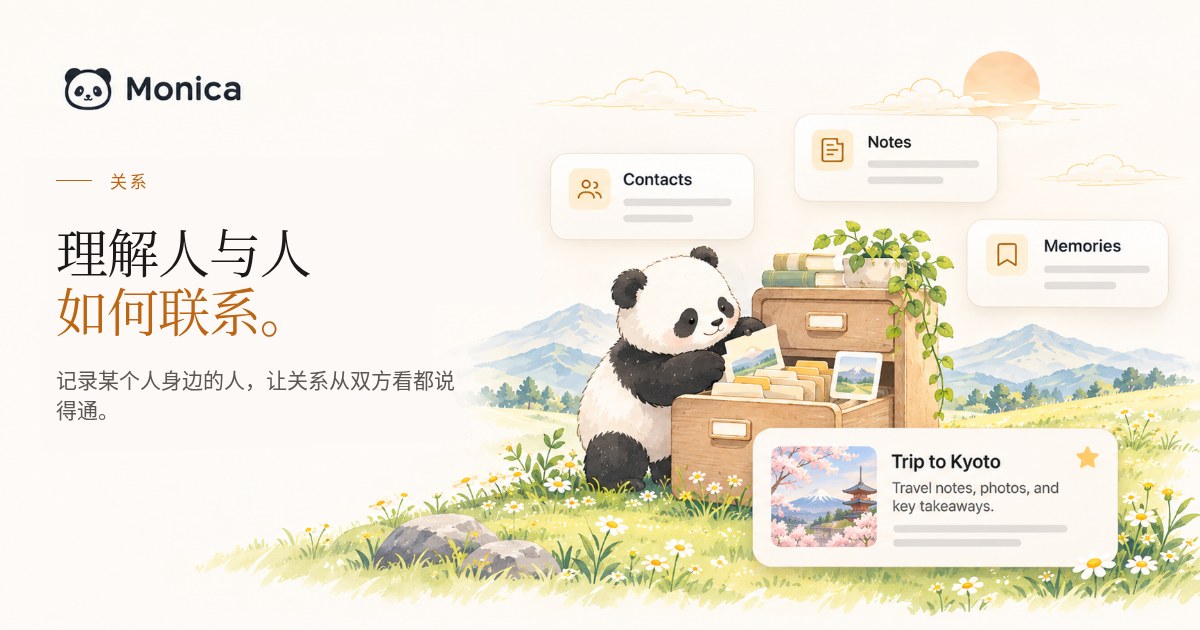 Monica
关系
理解人与人
如何联系。
记录某个人身边的人，让关系从双方看都说
得通。
Contacts
Notes
Memories
Trip to Kyoto
Travel notes, photos, and
key takeaways.